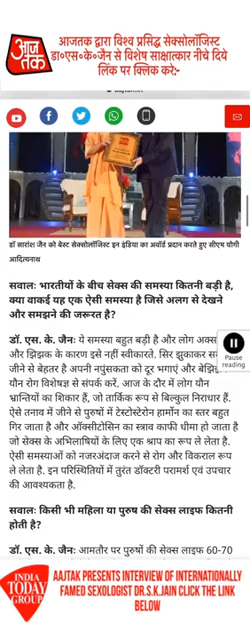 आज तक
आजतक द्वारा विश्व प्रसिद्ध सेक्सोलॉजिस्ट
डा०एस०के०जैन से विशेष साक्षात्कार नीचे दिये
लिंक पर क्लिक करे:-
डॉ सारांश जैन को बेस्ट सेक्सोलॉजिस्ट इन इंडिया का अवॉर्ड प्रदान करते हुए सीएम योगी
आदित्यनाथ
सवालः भारतीयों के बीच सेक्स की समस्या कितनी बड़ी है,
क्या वाकई यह एक ऐसी समस्या है जिसे अलग से देखने
और समझने की जरूरत है?
डॉ. एस. के. जैनः ये समस्या बहुत बड़ी है और लोग अक्स
और झिझक के कारण इसे नहीं स्वीकारते. सिर झुकाकर
जीने से बेहतर है अपनी नपुंसकता को दूर भगाएं और बेझि
यौन रोग विशेषज्ञ से संपर्क करें. आज के दौर में लोग यौन
भ्रान्तियों का शिकार हैं, जो तार्किक रूप से बिल्कुल निराधार हैं.
ऐसे तनाव में जीने से पुरुषों में टेस्टोस्टेरोन हार्मोन का स्तर बहुत
गिर जाता है और ऑक्सीटोसिन का स्त्राव काफी धीमा हो जाता है
जो सेक्स के अभिलाषियों के लिए एक श्राप का रूप ले लेता है.
ऐसी समस्याओं को नजरअंदाज करने से रोग और विकराल रूप
ले लेता है. इन परिस्थितियों में तुरंत डॉक्टरी परामर्श एवं उपचार
की आवश्यकता है.
Pause
reading
सवालः किसी भी महिला या पुरुष की सेक्स लाइफ कितनी
होती है?
डॉ. एस. के. जैनः आमतौर पर पुरुषों की सेक्स लाइफ 60-70
INDIA
TODAY
GROUP
AAJTAK PRESENTS INTERVIEW OF INTERNATIONALLY
FAMED SEXOLOGIST DR.S.K.JAIN CLICK THE LINK
BELOW